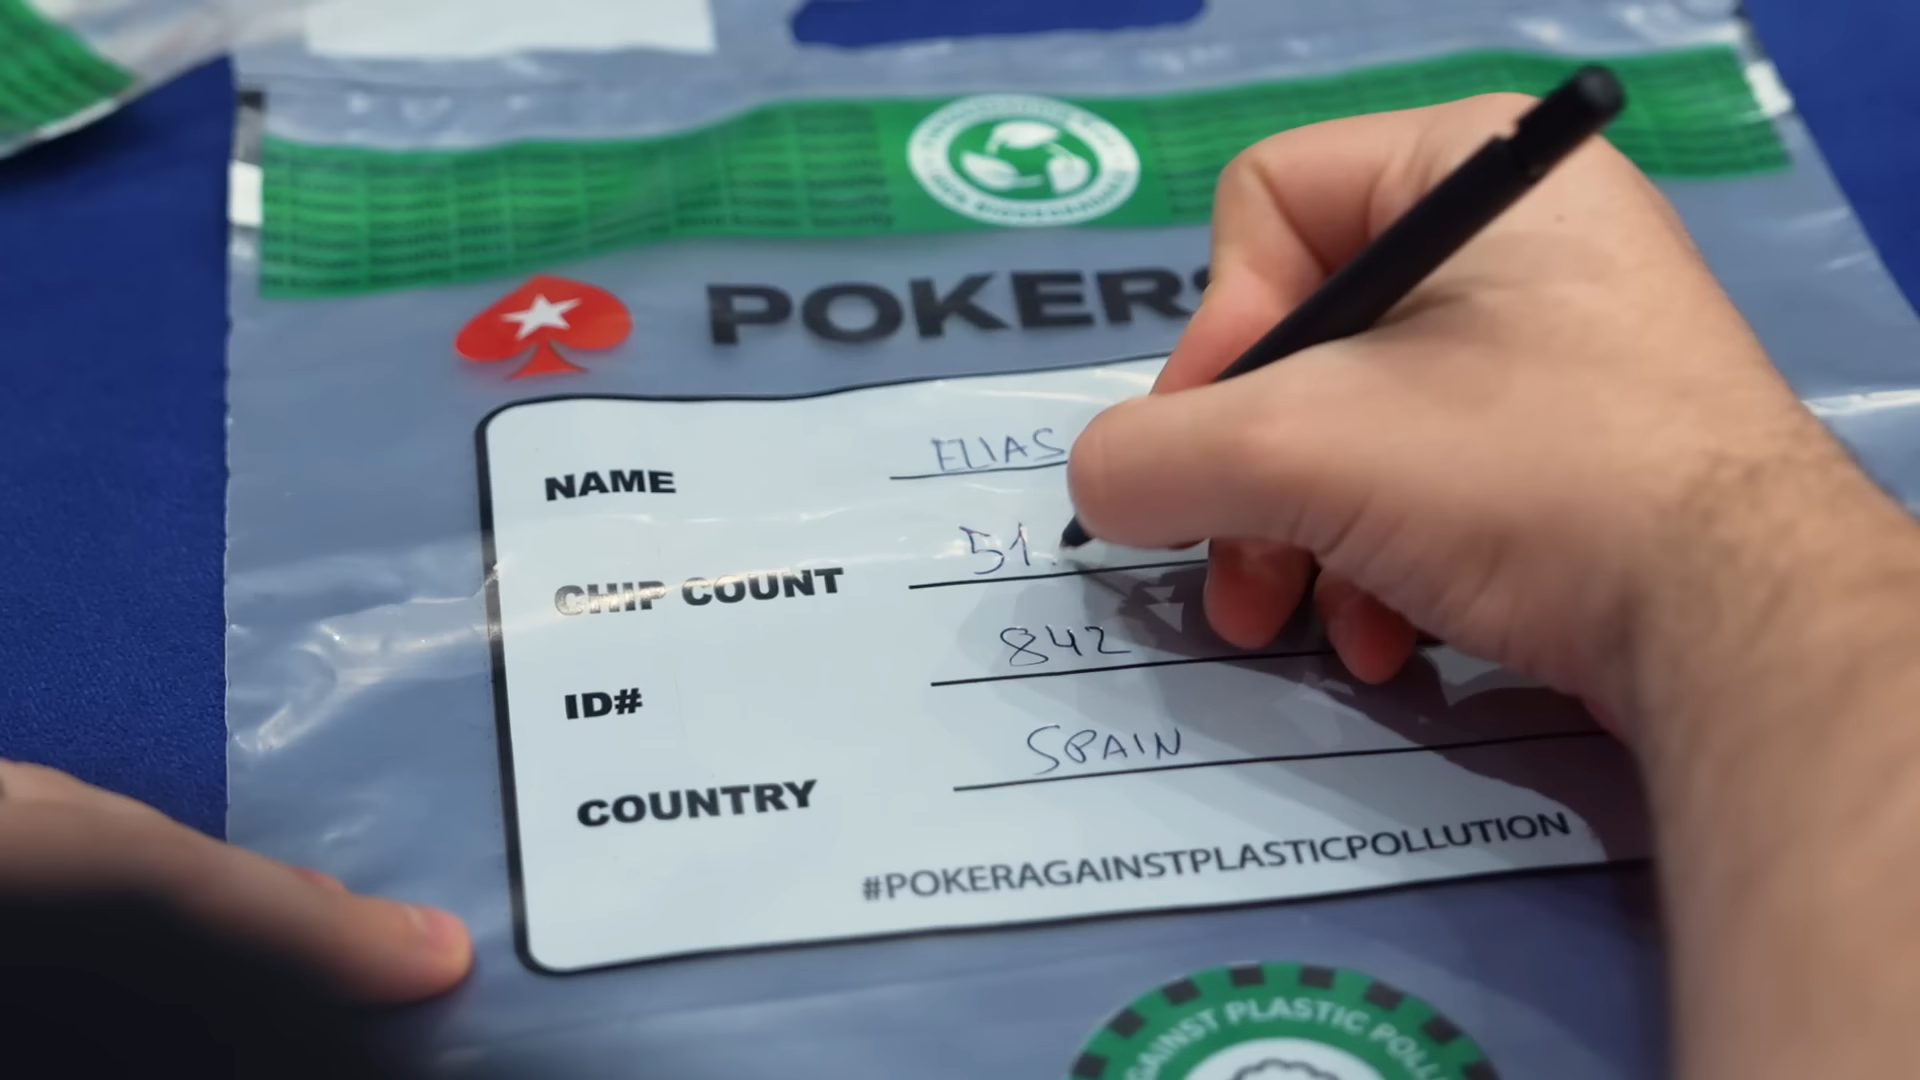 POKERS
NAME ELIAS
CHIP COUNT 51.
ID# 842
COUNTRY SPAIN
#POKERAGAINSTPLASTICPOLLUTION
AGAINST PLASTIC POLL